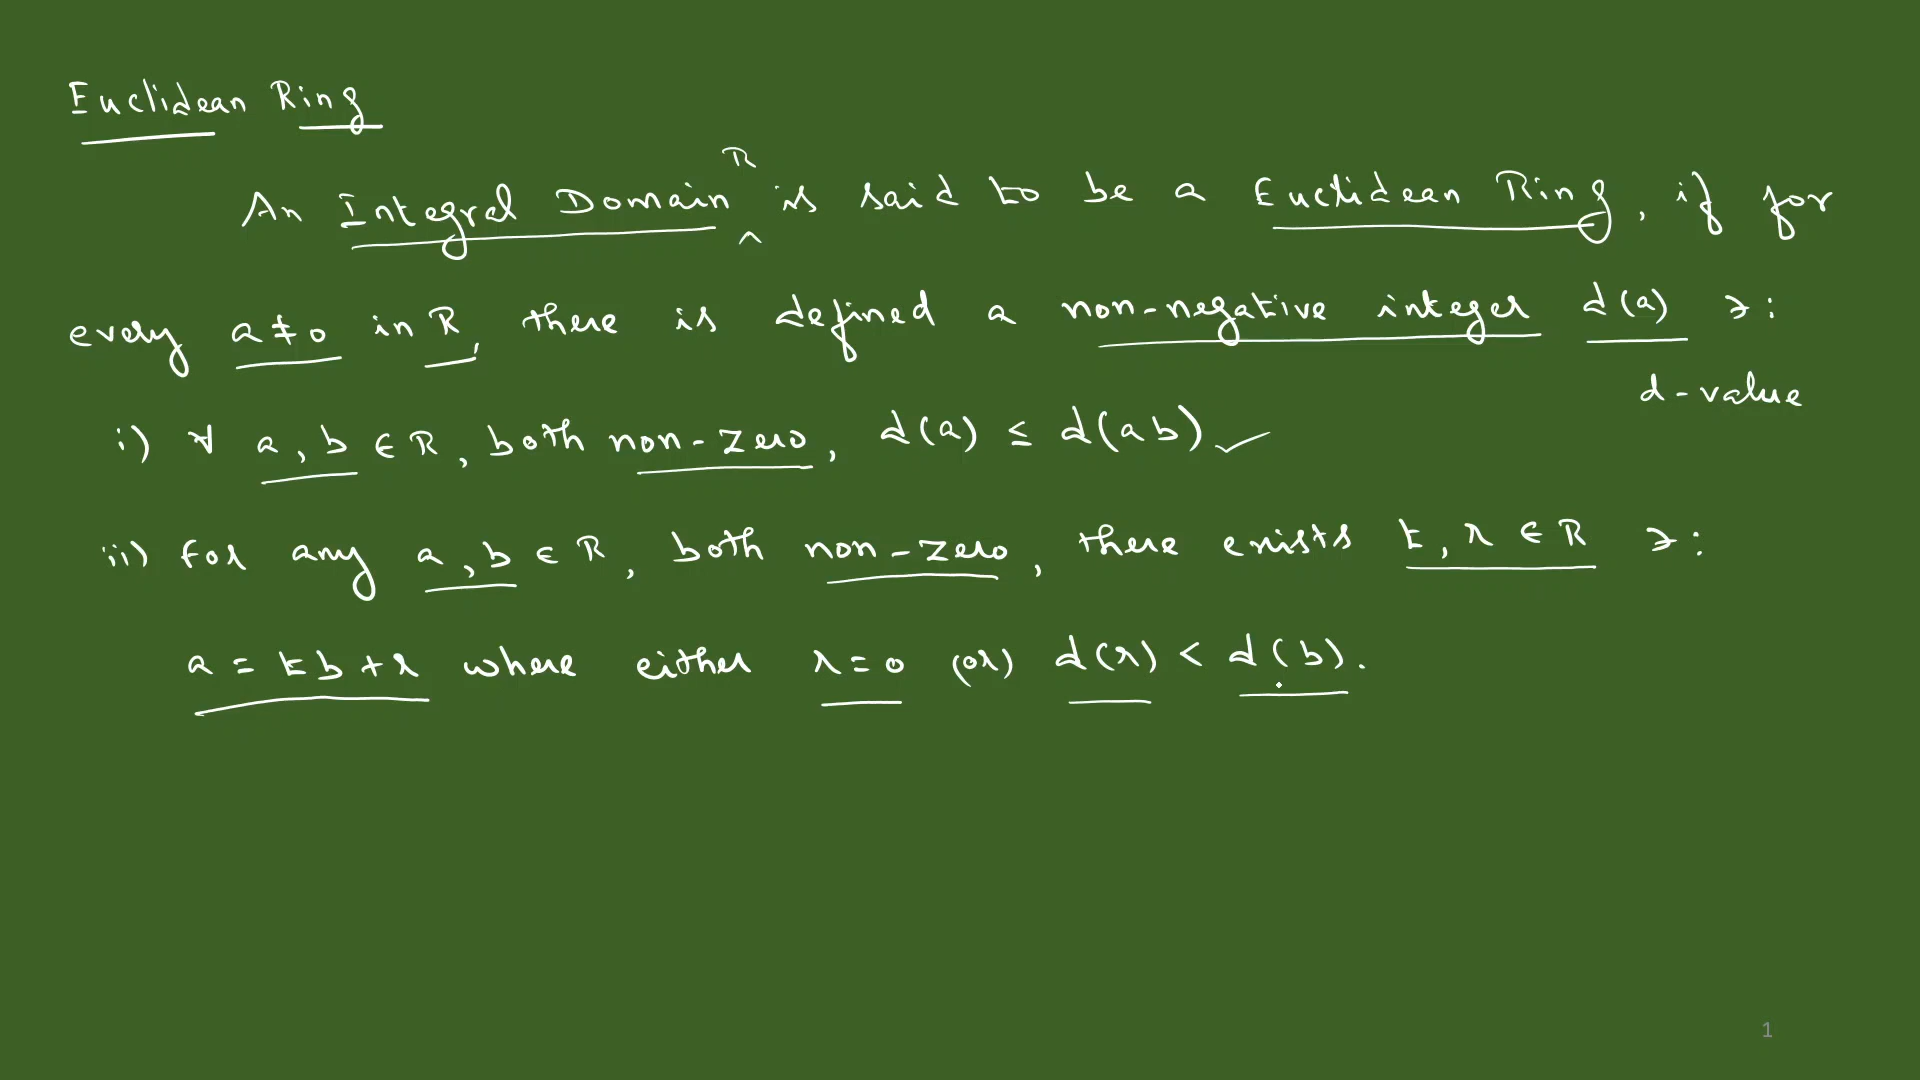 Euclidean Ring
An Integral Domain R is said to be a Euclidean Ring, if for
every a≠0 in R, there is defined a non-negative integer d(a) ∋:
d-value
i) ∀ a, b ∈ R, both non-zero, d(a) ≤ d(ab) ✓
ii) For any a, b ∈ R, both non-zero, there exists t, r ∈ R ∋:
a = tb + r where either r = 0 (or) d(r) < d(b).
1